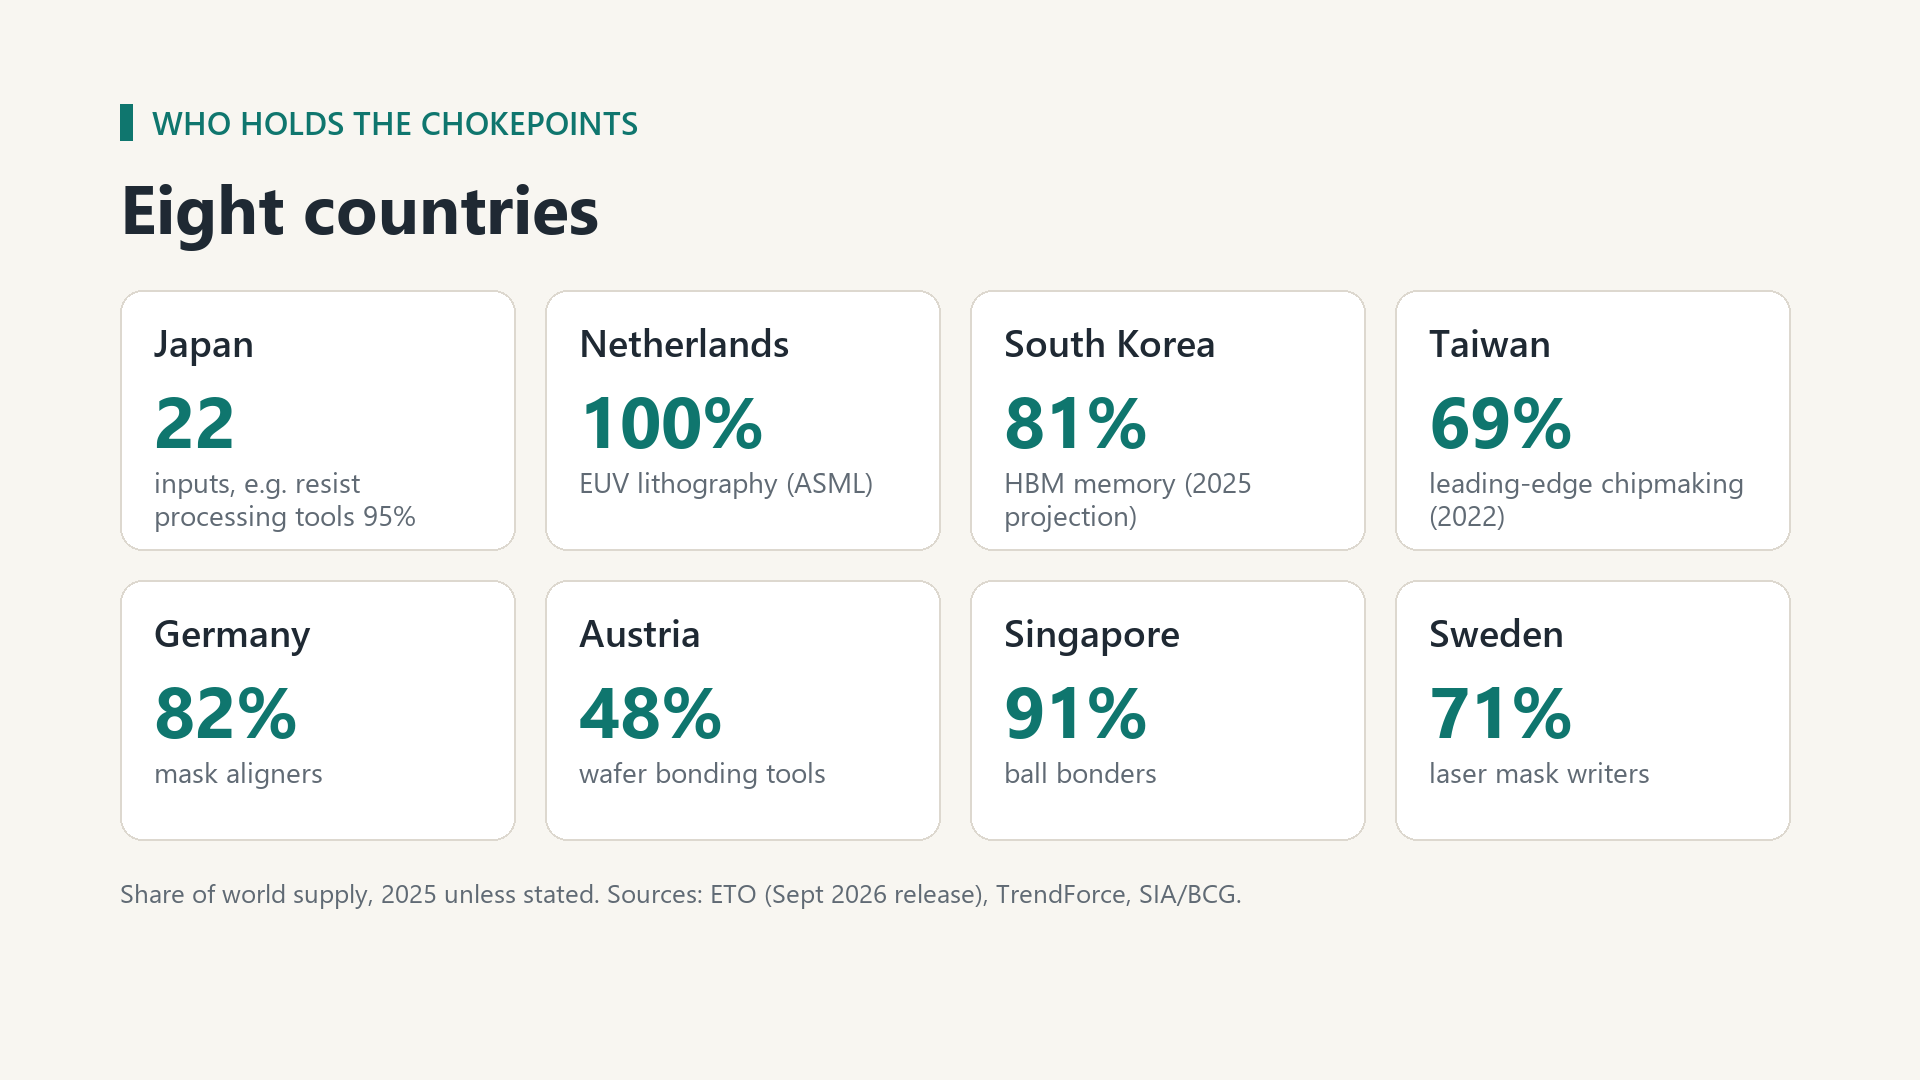 WHO HOLDS THE CHOKEPOINTS
Eight countries
Japan
22
inputs, e.g. resist
processing tools 95%
Netherlands
100%
EUV lithography (ASML)
South Korea
81%
HBM memory (2025
projection)
Taiwan
69%
leading-edge chipmaking
(2022)
Germany
82%
mask aligners
Austria
48%
wafer bonding tools
Singapore
91%
ball bonders
Sweden
71%
laser mask writers
Share of world supply, 2025 unless stated. Sources: ETO (Sept 2026 release), TrendForce, SIA/BCG.